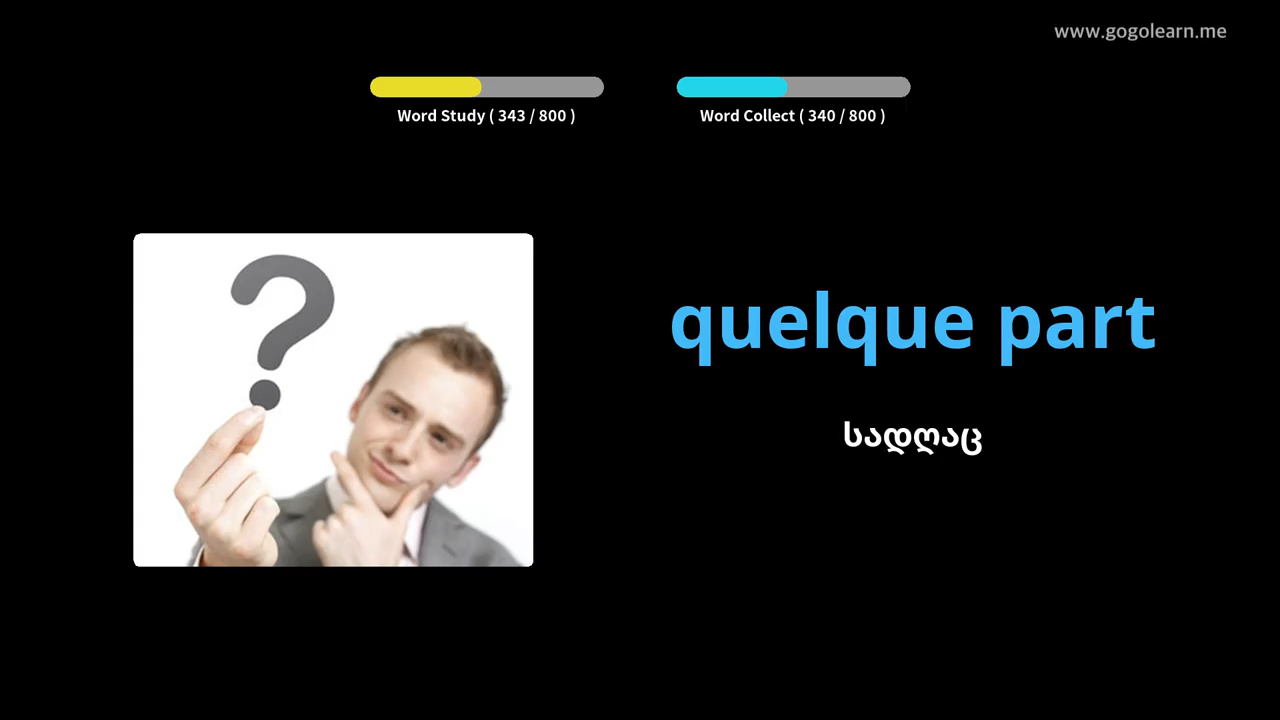 www.gogolearn.me
Word Study ( 343 / 800 )
Word Collect ( 340 / 800 )
quelque part
სადღაც